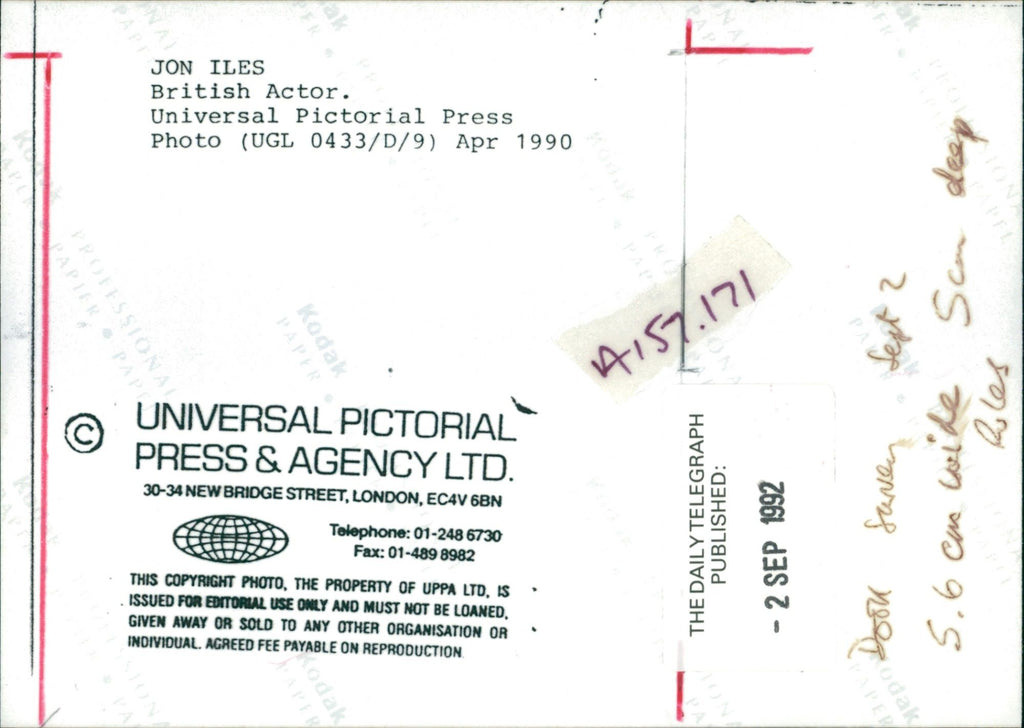 JON ILES
British Actor.
Universal Pictorial Press
Photo (UGL 0433/D/9) Apr 1990
A157.171
©
UNIVERSAL PICTORIAL
PRESS & AGENCY LTD.
30-34 NEW BRIDGE STREET, LONDON, EC4V 6BN
Telephone: 01-248 6730
Fax: 01-489 8982
THIS COPYRIGHT PHOTO, THE PROPERTY OF UPPA LTD, IS
ISSUED FOR EDITORIAL USE ONLY AND MUST NOT BE LOANED,
GIVEN AWAY OR SOLD TO ANY OTHER ORGANISATION OR
INDIVIDUAL. AGREED FEE PAYABLE ON REPRODUCTION
THE DAILY TELEGRAPH
PUBLISHED:
- 2 SEP 1992
Sept 2
5.6 cm wide 5cm deep
Kodak
PROFESSIONAL
PAPIER